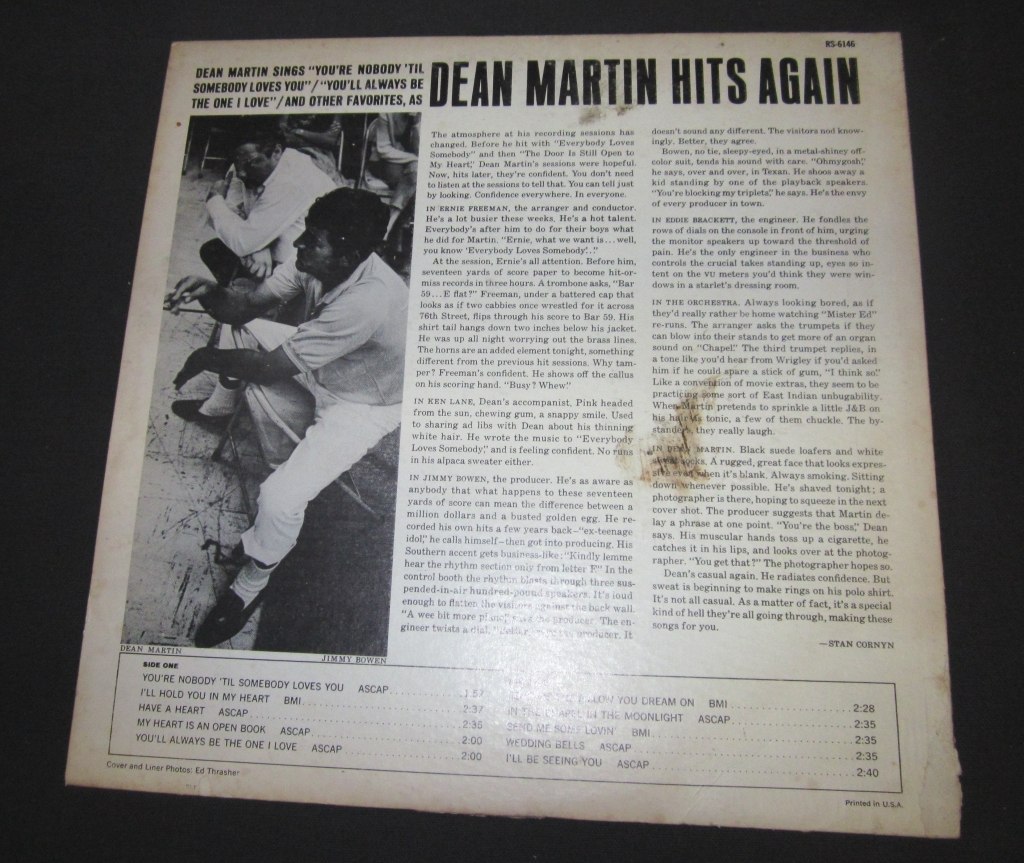 RS-6146
DEAN MARTIN SINGS "YOU'RE NOBODY 'TIL
SOMEBODY LOVES YOU"/"YOU'LL ALWAYS BE
THE ONE I LOVE"/AND OTHER FAVORITES, AS
DEAN MARTIN HITS AGAIN
The atmosphere at his recording sessions has
changed. Before he hit with "Everybody Loves
Somebody" and then "The Door Is Still Open to
My Heart," Dean Martin's sessions were hopeful.
Now, hits later, they're confident. You don't need
to listen at the sessions to tell that. You can tell just
by looking. Confidence everywhere. In everyone.
IN ERNIE FREEMAN, the arranger and conductor.
He's a lot busier these weeks. He's a hot talent.
Everybody's after him to do for their boys what
he did for Martin. "Ernie, what we want is...well,
you know 'Everybody Loves Somebody'..."
At the session, Ernie's all attention. Before him,
seventeen yards of score paper to become hit-or-
miss records in three hours. A trombone asks, "Bar
59...E flat?" Freeman, under a battered cap that
looks as if two cabbies once wrestled for it across
76th Street, flips through his score to Bar 59. His
shirt tail hangs down two inches below his jacket.
He was up all night worrying out the brass lines.
The horns are an added element tonight, something
different from the previous hit sessions. Why tam-
per? Freeman's confident. He shows off the callus
on his scoring hand. "Busy? Whew."
IN KEN LANE, Dean's accompanist. Pink headed
from the sun, chewing gum, a snappy smile. Used
to sharing ad libs with Dean about his thinning
white hair. He wrote the music to "Everybody
Loves Somebody," and is feeling confident. No runs
in his alpaca sweater either.
IN JIMMY BOWEN, the producer. He's as aware as
anybody that what happens to these seventeen
yards of score can mean the difference between a
million dollars and a busted golden egg. He re-
corded his own hits a few years back–"ex-teenage
idol," he calls himself–then got into producing. His
Southern accent gets business-like: "Kindly lemme
hear the rhythm section only from letter F." In the
control booth the rhythm blasts through three sus-
pended-in-air hundred-pound speakers. It's loud
enough to flatten the visitors against the back wall.
"A wee bit more piano," says the producer. The en-
gineer twists a dial. producer. It
doesn't sound any different. The visitors nod know-
ingly. Better, they agree.
Bowen, no tie, sleepy-eyed, in a metal-shiney off-
color suit, tends his sound with care. "Ohmygosh,"
he says, over and over, in Texan. He shoos away a
kid standing by one of the playback speakers.
"You're blocking my triplets," he says. He's the envy
of every producer in town.
IN EDDIE BRACKETT, the engineer. He fondles the
rows of dials on the console in front of him, urging
the monitor speakers up toward the threshold of
pain. He's the only engineer in the business who
controls the crucial takes standing up, eyes so in-
tent on the VU meters you'd think they were win-
dows in a starlet's dressing room.
IN THE ORCHESTRA. Always looking bored, as if
they'd really rather be home watching "Mister Ed"
re-runs. The arranger asks the trumpets if they
can blow into their stands to get more of an organ
sound on "Chapel." The third trumpet replies, in
a tone like you'd hear from Wrigley if you'd asked
him if he could spare a stick of gum, "I think so."
Like a convention of movie extras, they seem to be
practicing some sort of East Indian unbugability.
When Martin pretends to sprinkle a little J&B on
his hair as tonic, a few of them chuckle. The by-
standers, they really laugh.
IN DEAN MARTIN. Black suede loafers and white
socks. A rugged, great face that looks expres-
sive even when it's blank. Always smoking. Sitting
down whenever possible. He's shaved tonight; a
photographer is there, hoping to squeeze in the next
cover shot. The producer suggests that Martin de-
lay a phrase at one point. "You're the boss," Dean
says. His muscular hands toss up a cigarette, he
catches it in his lips, and looks over at the photog-
rapher. "You get that?" The photographer hopes so.
Dean's casual again. He radiates confidence. But
sweat is beginning to make rings on his polo shirt.
It's not all casual. As a matter of fact, it's a special
kind of hell they're all going through, making these
songs for you.
—STAN CORNYN
DEAN MARTIN
JIMMY BOWEN
SIDE ONE
YOU'RE NOBODY 'TIL SOMEBODY LOVES YOU ASCAP 1:57
I'LL HOLD YOU IN MY HEART BMI 2:37
HAVE A HEART ASCAP 2:35
MY HEART IS AN OPEN BOOK ASCAP 2:00
YOU'LL ALWAYS BE THE ONE I LOVE ASCAP 2:00
PILLOW YOU DREAM ON BMI 2:28
IN THE CHAPEL IN THE MOONLIGHT ASCAP 2:35
SEND ME SOME LOVIN' BMI 2:35
WEDDING BELLS ASCAP 2:35
I'LL BE SEEING YOU ASCAP 2:40
Cover and Liner Photos: Ed Thrasher
Printed in U.S.A.